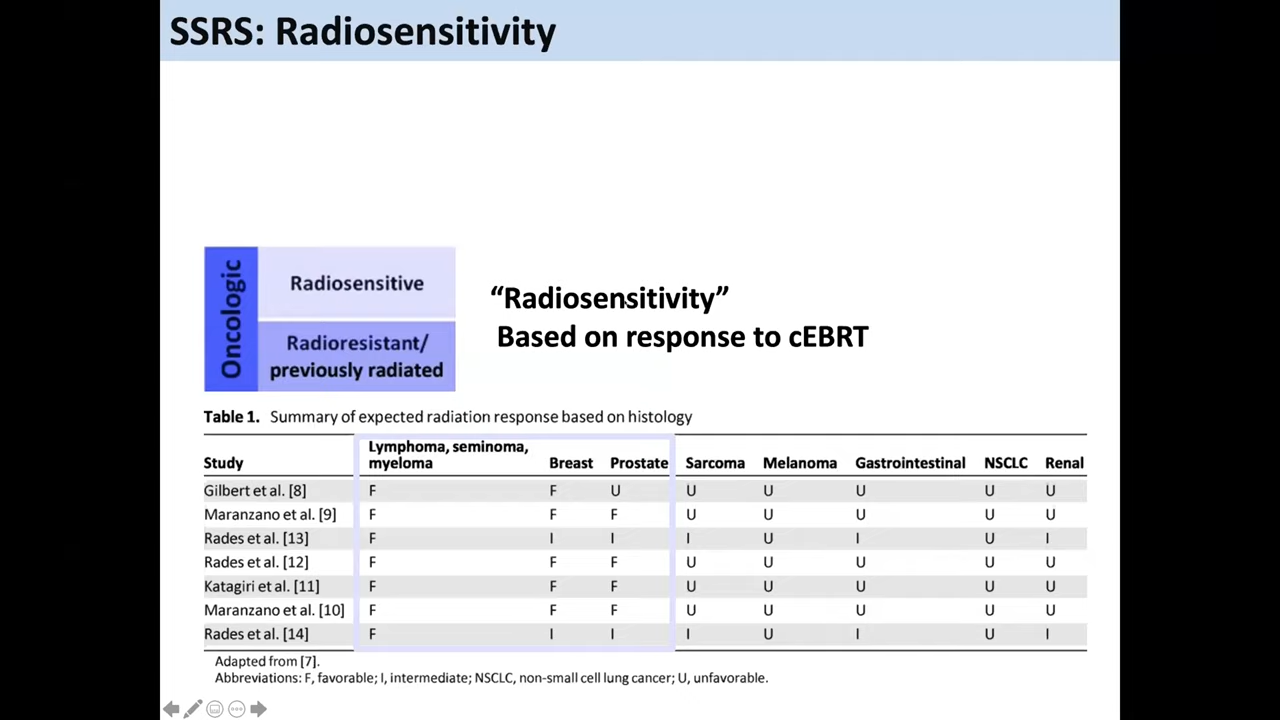 SSRS: Radiosensitivity
Oncologic
Radiosensitive
Radioresistant/
previously radiated
“Radiosensitivity”
Based on response to cEBRT
Table 1. Summary of expected radiation response based on histology
Lymphoma, seminoma,
Study myeloma Breast Prostate Sarcoma Melanoma Gastrointestinal NSCLC Renal
Gilbert et al. [8] F F U U U U U U
Maranzano et al. [9] F F F U U U U U
Rades et al. [13] F I I I U I U I
Rades et al. [12] F F F U U U U U
Katagiri et al. [11] F F F U U U U U
Maranzano et al. [10] F F F U U U U U
Rades et al. [14] F I I I U I U I
Adapted from [7].
Abbreviations: F, favorable; I, intermediate; NSCLC, non-small cell lung cancer; U, unfavorable.